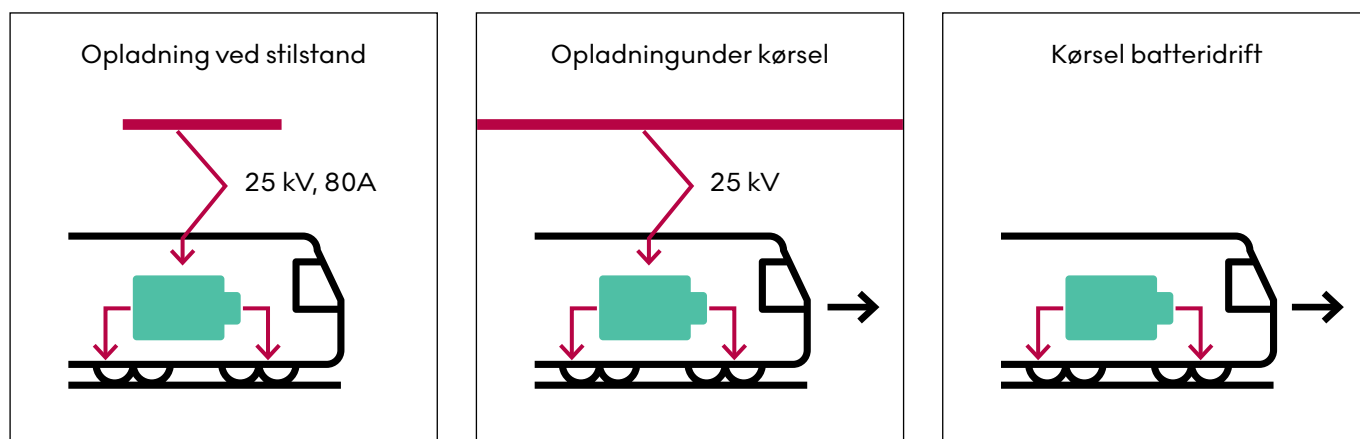 Opladning ved stilstand
25 kV, 80A
Opladningunder kørsel
25 kV
Kørsel batteridrift